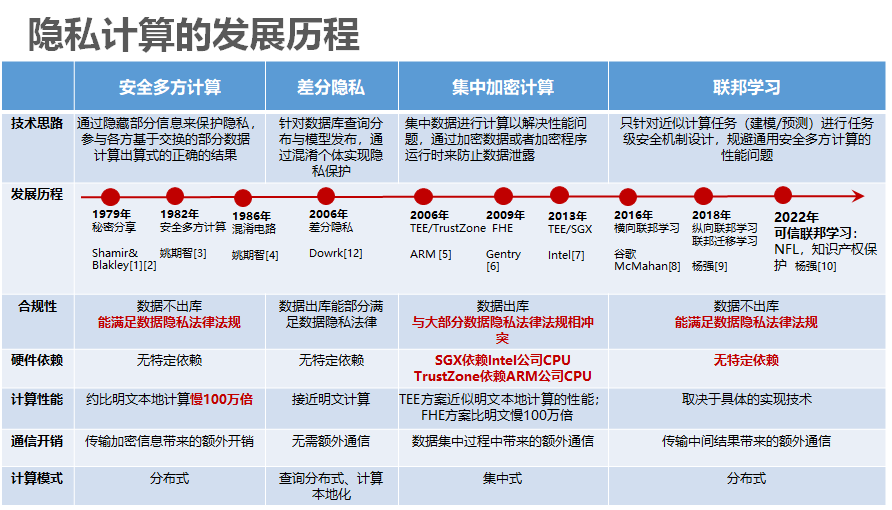 隐私计算的发展历程
安全多方计算
差分隐私
集中加密计算
联邦学习
技术思路
通过隐藏部分信息来保护隐私，
参与各方基于交换的部分数据
计算出算式的正确的结果
针对数据库查询分
布与模型发布，通
过混淆个体实现隐
私保护
集中数据进行计算以解决性能问
题，通过加密数据或者加密程序
运行时来防止数据泄露
只针对近似计算任务（建模/预测）进行任务
级安全机制设计，规避通用安全多方计算的
性能问题
发展历程
1979年
秘密分享
Shamir&
Blakley[1][2]
1982年
安全多方计算
姚期智[3]
1986年
混淆电路
姚期智[4]
2006年
差分隐私
Dowrk[12]
2006年
TEE/TrustZone
ARM [5]
2009年
FHE
Gentry
[6]
2013年
TEE/SGX
Intel[7]
2016年
横向联邦学习
谷歌
McMahan[8]
2018年
纵向联邦学习
联邦迁移学习
杨强[9]
2022年
可信联邦学习：
NFL，知识产权保
护 杨强[10]
合规性
数据不出库
能满足数据隐私法律法规
数据出库能部分满
足数据隐私法律
数据出库
与大部分数据隐私法律法规相冲
突
数据不出库
能满足数据隐私法律法规
硬件依赖
无特定依赖
无特定依赖
SGX依赖Intel公司CPU
TrustZone依赖ARM公司CPU
无特定依赖
计算性能
约比明文本地计算慢100万倍
接近明文计算
TEE方案近似明文本地计算的性能；
FHE方案比明文慢100万倍
取决于具体的实现技术
通信开销
传输加密信息带来的额外开销
无需额外通信
数据集中过程中带来的额外通信
传输中间结果带来的额外通信
计算模式
分布式
查询分布式、计算
本地化
集中式
分布式